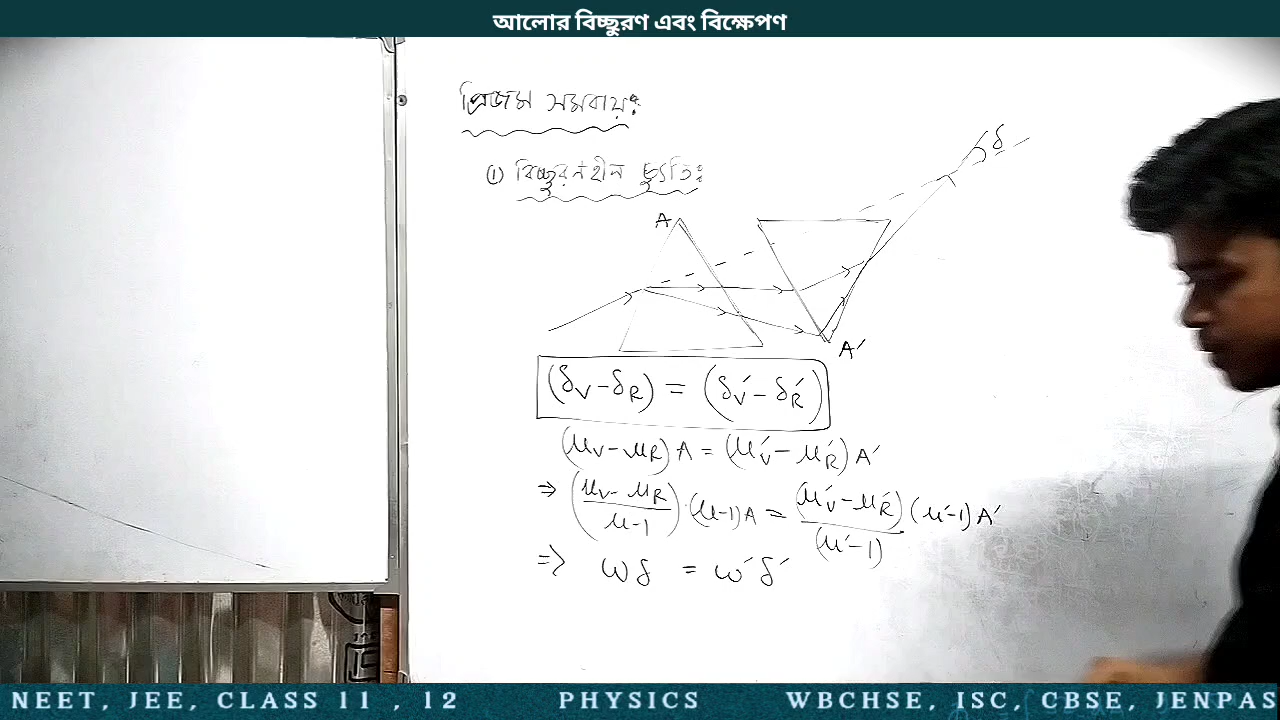 আলোর বিচ্ছুরণ এবং বিক্ষেপণ
প্রিজম সমবায়ঃ
① বিচ্ছুরণহীন চ্যুতিঃ
δ
A
A′
(δV − δR) = (δ′V − δ′R)
(μV − μR) A = (μ′V − μ′R) A′
⇒ ((μV − μR)/(μ−1)) · (μ−1)A = ((μ′V − μ′R)/(μ′−1)) (μ′−1)A′
⇒ ωδ = ω′δ′
NEET, JEE, CLASS 11 , 12 PHYSICS WBCHSE, ISC, CBSE, JENPAS